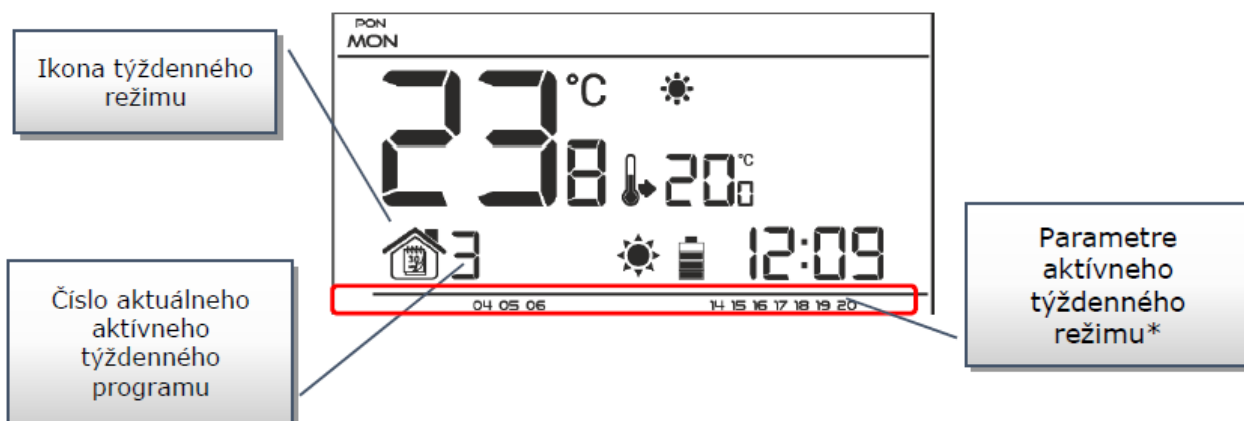 PON
MON
Ikona týždenného
režimu
23 8 °C
20 0 °C
3
12:09
04 05 06 14 15 16 17 18 19 20
Číslo aktuálneho
aktívneho
týždenného
programu
Parametre
aktívneho
týždenného
režimu*
30